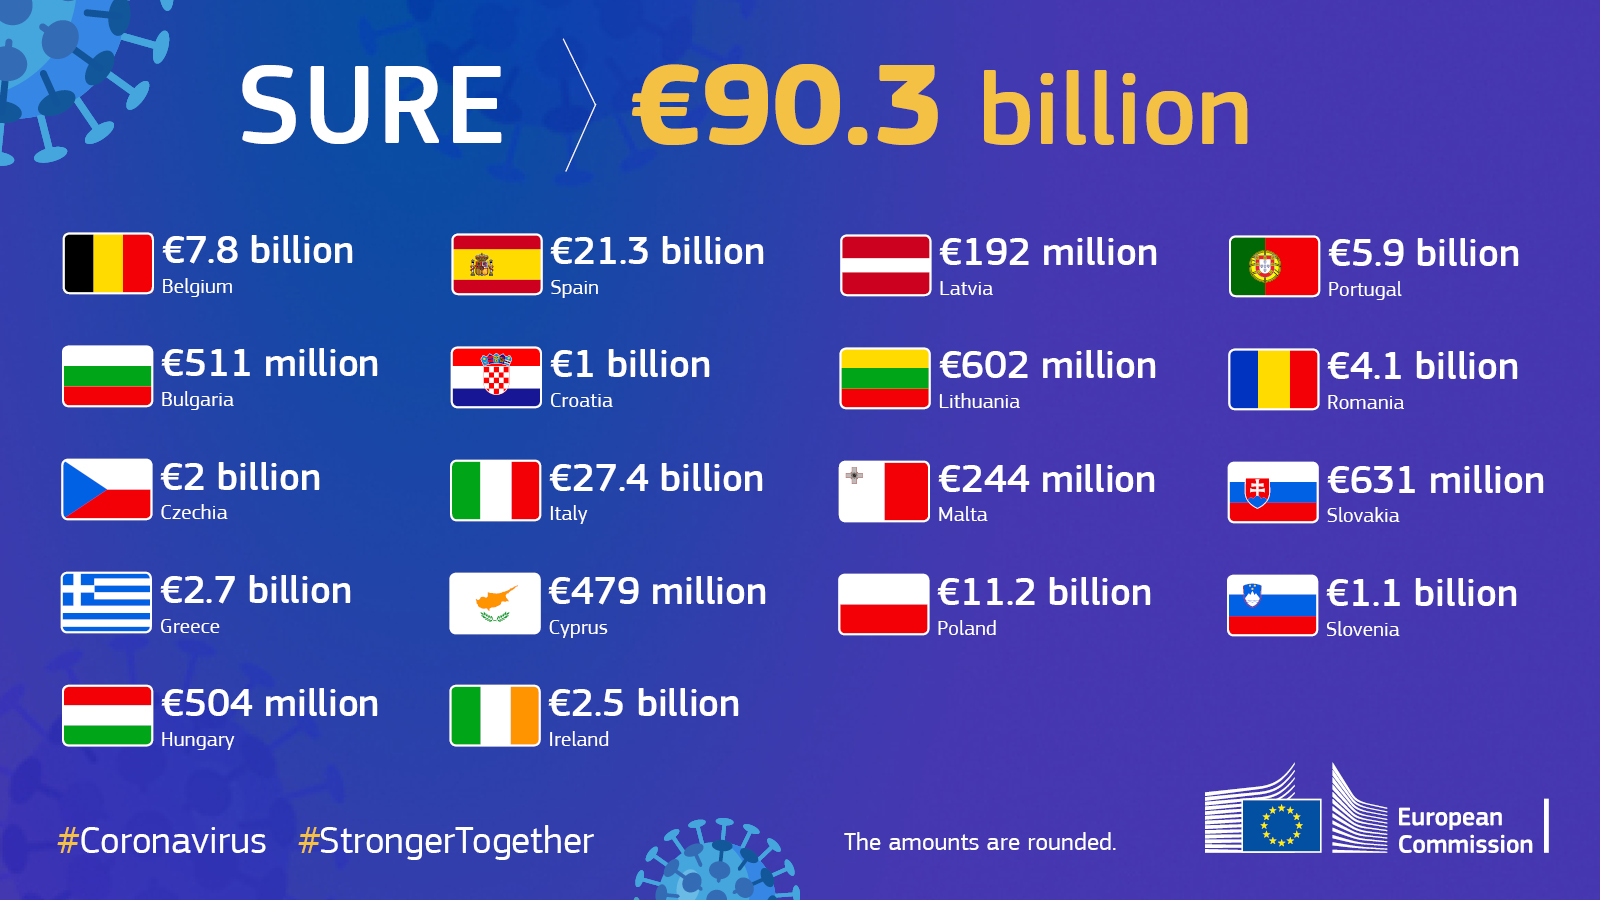 SURE €90.3 billion
€7.8 billion
Belgium
€21.3 billion
Spain
€192 million
Latvia
€5.9 billion
Portugal
€511 million
Bulgaria
€1 billion
Croatia
€602 million
Lithuania
€4.1 billion
Romania
€2 billion
Czechia
€27.4 billion
Italy
€244 million
Malta
€631 million
Slovakia
€2.7 billion
Greece
€479 million
Cyprus
€11.2 billion
Poland
€1.1 billion
Slovenia
€504 million
Hungary
€2.5 billion
Ireland
#Coronavirus #StrongerTogether
The amounts are rounded.
European
Commission